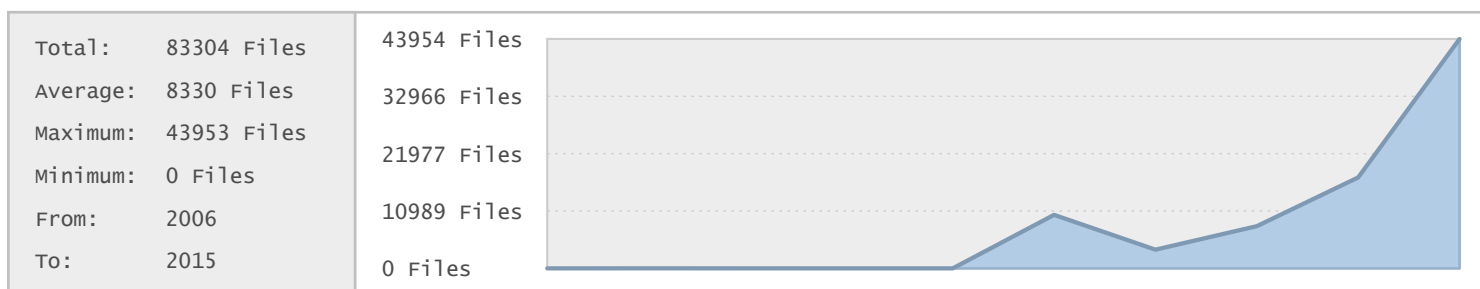 Total: 83304 Files
Average: 8330 Files
Maximum: 43953 Files
Minimum: 0 Files
From: 2006
To: 2015
43954 Files
32966 Files
21977 Files
10989 Files
0 Files